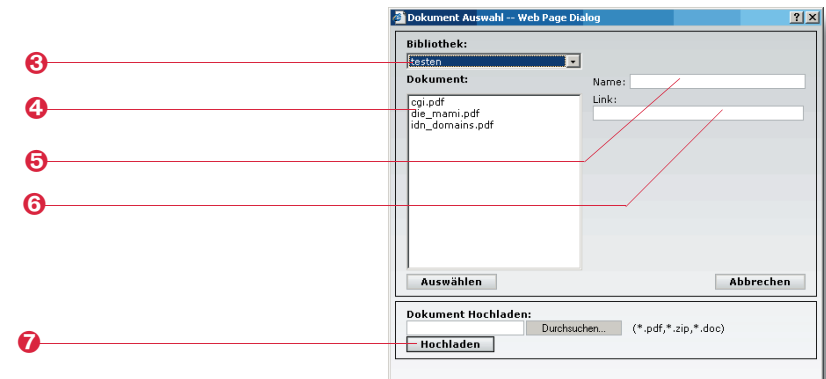 Dokument Auswahl -- Web Page Dialog
? X
Bibliothek:
3
testen
Dokument:
Name:
4
cgi.pdf
Link:
die_mami.pdf
idn_domains.pdf
5
6
Auswählen
Abbrechen
Dokument Hochladen:
Durchsuchen... (*.pdf,*.zip,*.doc)
7
Hochladen